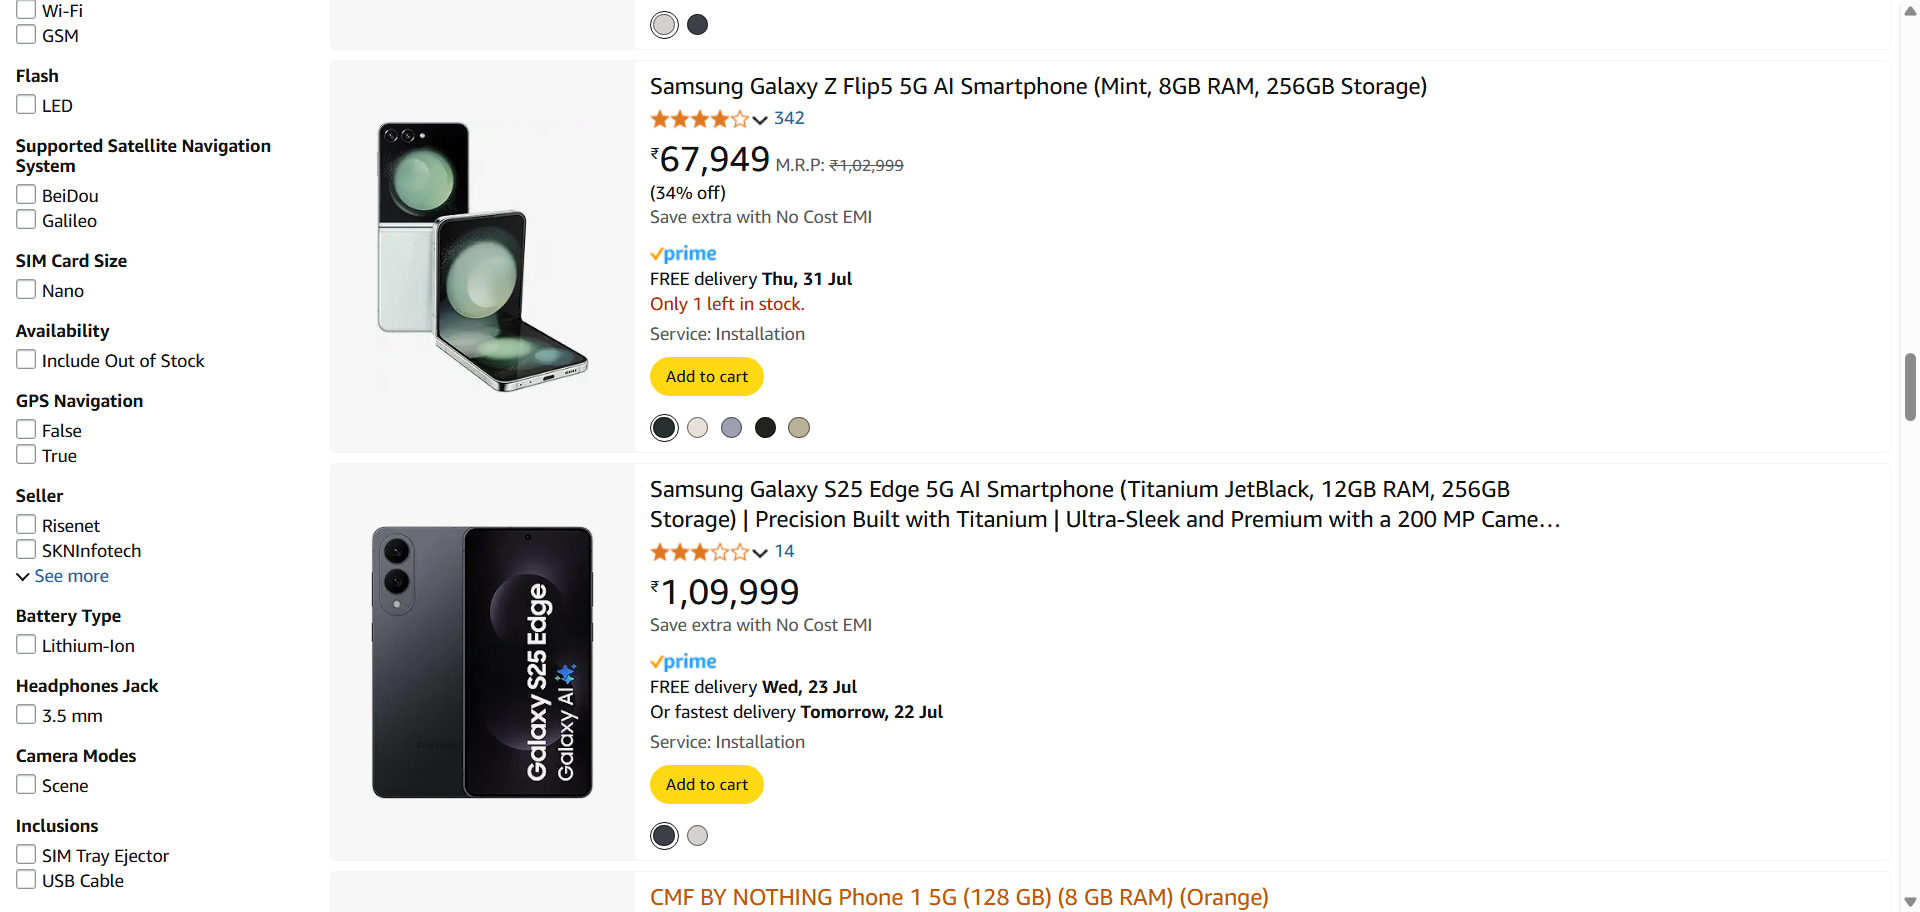 Wi-Fi
GSM
Flash
LED
Supported Satellite Navigation
System
BeiDou
Galileo
SIM Card Size
Nano
Availability
Include Out of Stock
GPS Navigation
False
True
Seller
Risenet
SKNInfotech
See more
Battery Type
Lithium-Ion
Headphones Jack
3.5 mm
Camera Modes
Scene
Inclusions
SIM Tray Ejector
USB Cable
Samsung Galaxy Z Flip5 5G AI Smartphone (Mint, 8GB RAM, 256GB Storage)
342
₹67,949 M.R.P: ₹1,02,999
(34% off)
Save extra with No Cost EMI
prime
FREE delivery Thu, 31 Jul
Only 1 left in stock.
Service: Installation
Add to cart
Galaxy S25 Edge
Galaxy AI
Samsung Galaxy S25 Edge 5G AI Smartphone (Titanium JetBlack, 12GB RAM, 256GB
Storage) | Precision Built with Titanium | Ultra-Sleek and Premium with a 200 MP Came…
14
₹1,09,999
Save extra with No Cost EMI
prime
FREE delivery Wed, 23 Jul
Or fastest delivery Tomorrow, 22 Jul
Service: Installation
Add to cart
CMF BY NOTHING Phone 1 5G (128 GB) (8 GB RAM) (Orange)